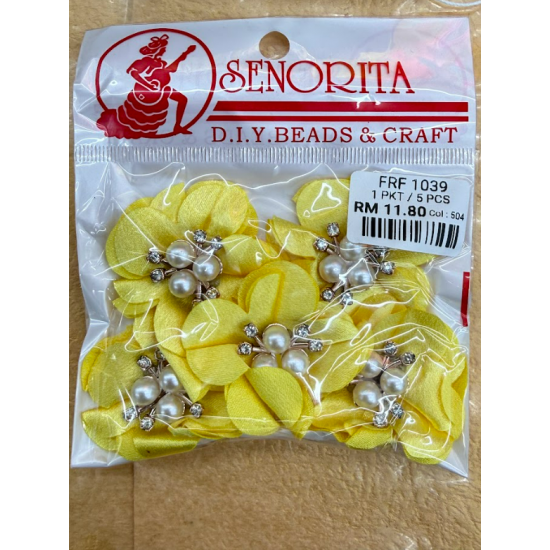 SENORITA
D.I.Y. BEADS & CRAFT
FRF 1039
1 PKT / 5 PCS
RM 11.80 Col : 504